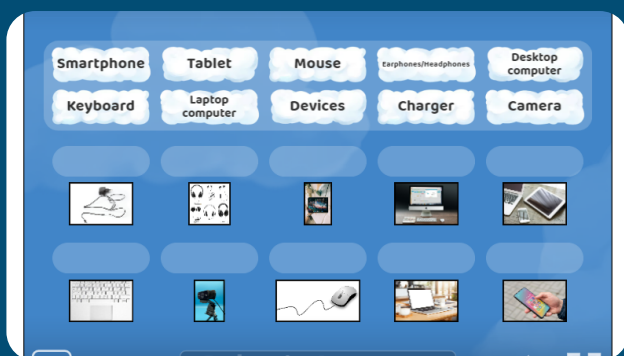 Smartphone
Tablet
Mouse
Earphones/Headphones
Desktop
computer
Keyboard
Laptop
computer
Devices
Charger
Camera